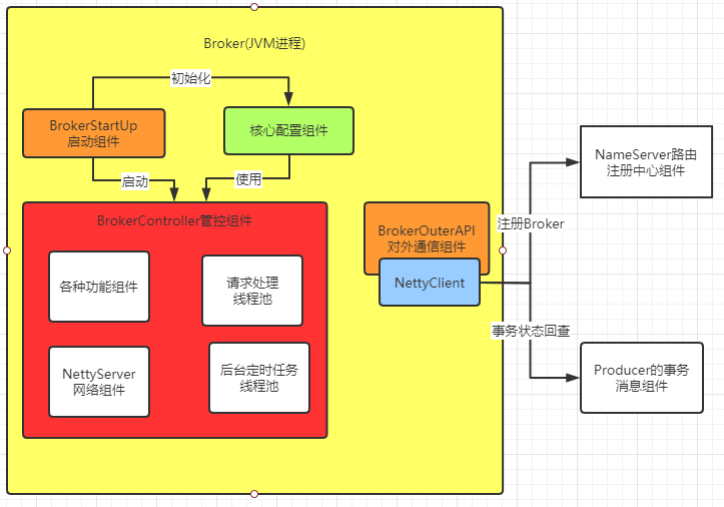 Broker(JVM进程)
初始化
BrokerStartUp
启动组件
核心配置组件
启动
使用
BrokerController管控组件
各种功能组件
请求处理
线程池
NettyServer
网络组件
后台定时任务
线程池
BrokerOuterAPI
对外通信组件
NettyClient
注册Broker
事务状态回查
NameServer路由
注册中心组件
Producer的事务
消息组件